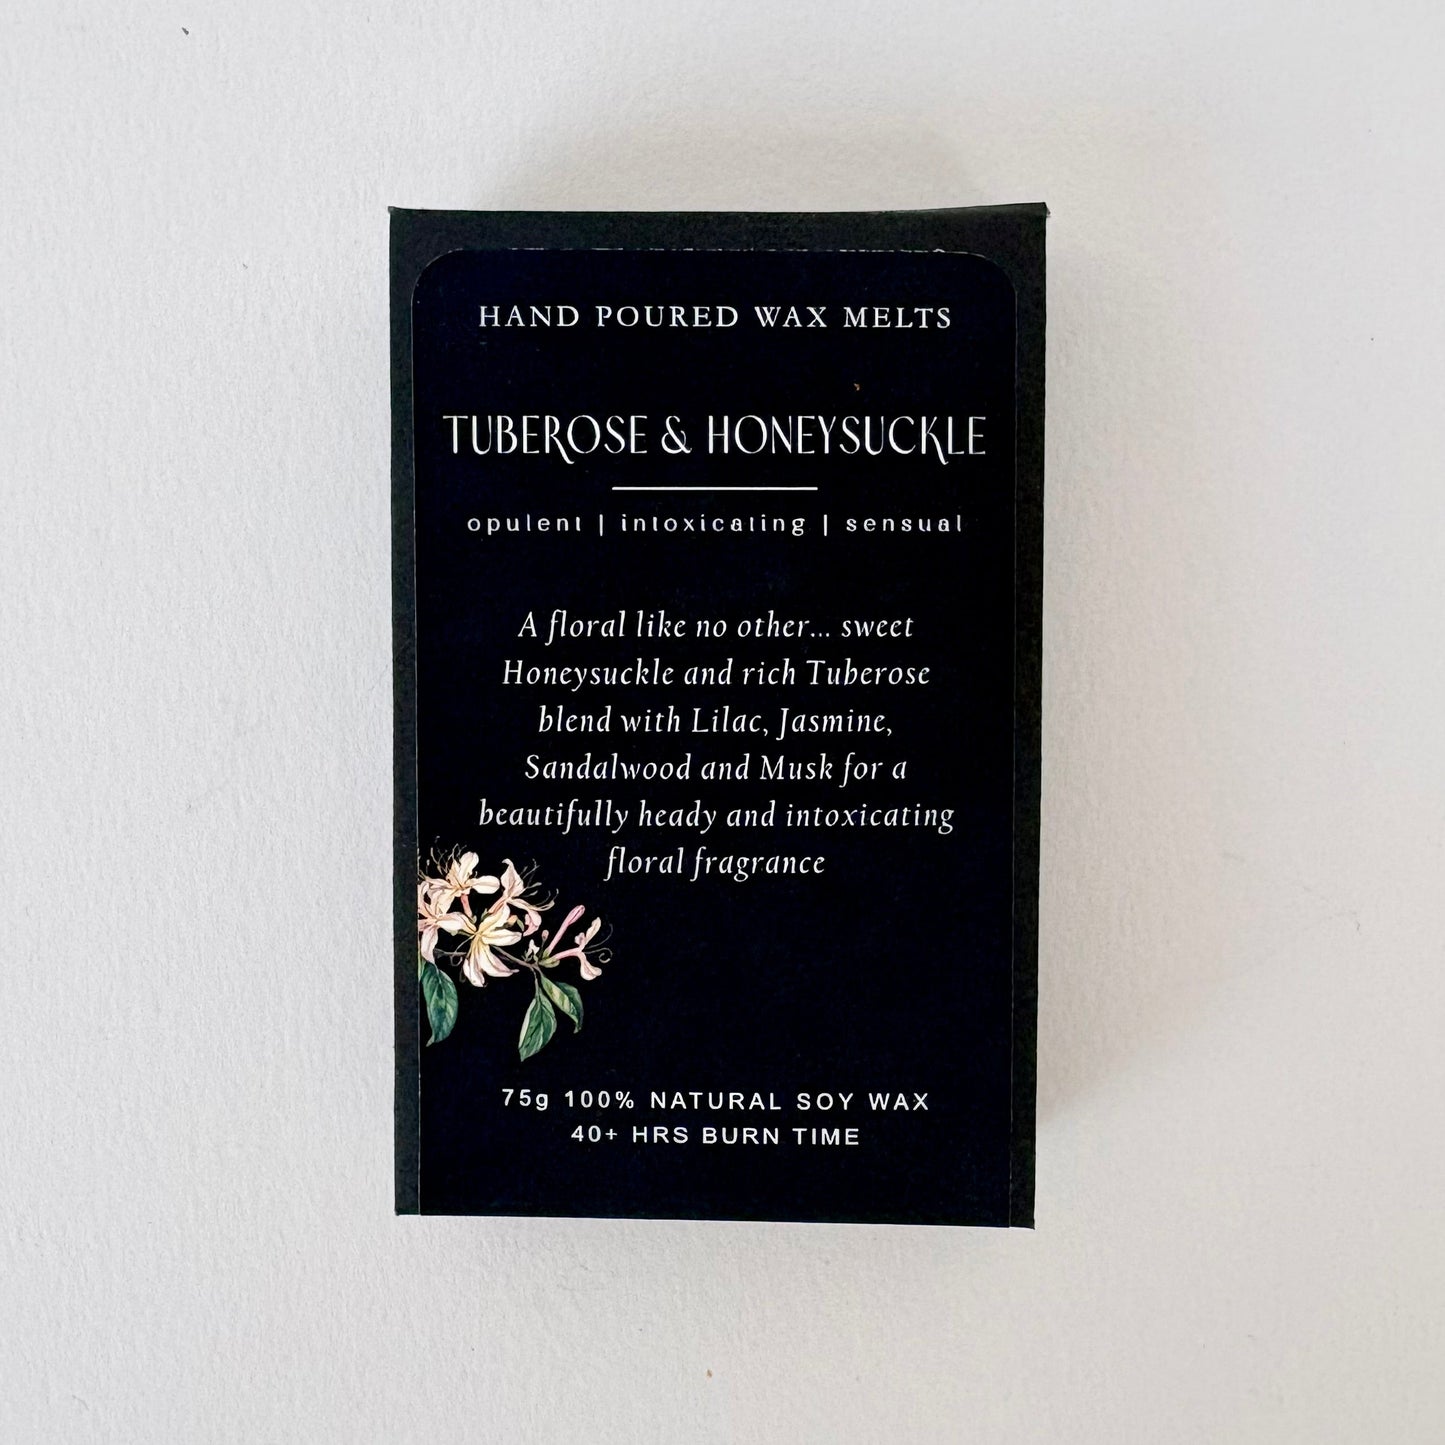 HAND POURED WAX MELTS
TUBEROSE & HONEYSUCKLE
opulent | intoxicating | sensual
A floral like no other... sweet
Honeysuckle and rich Tuberose
blend with Lilac, Jasmine,
Sandalwood and Musk for a
beautifully heady and intoxicating
floral fragrance
75g 100% NATURAL SOY WAX
40+ HRS BURN TIME